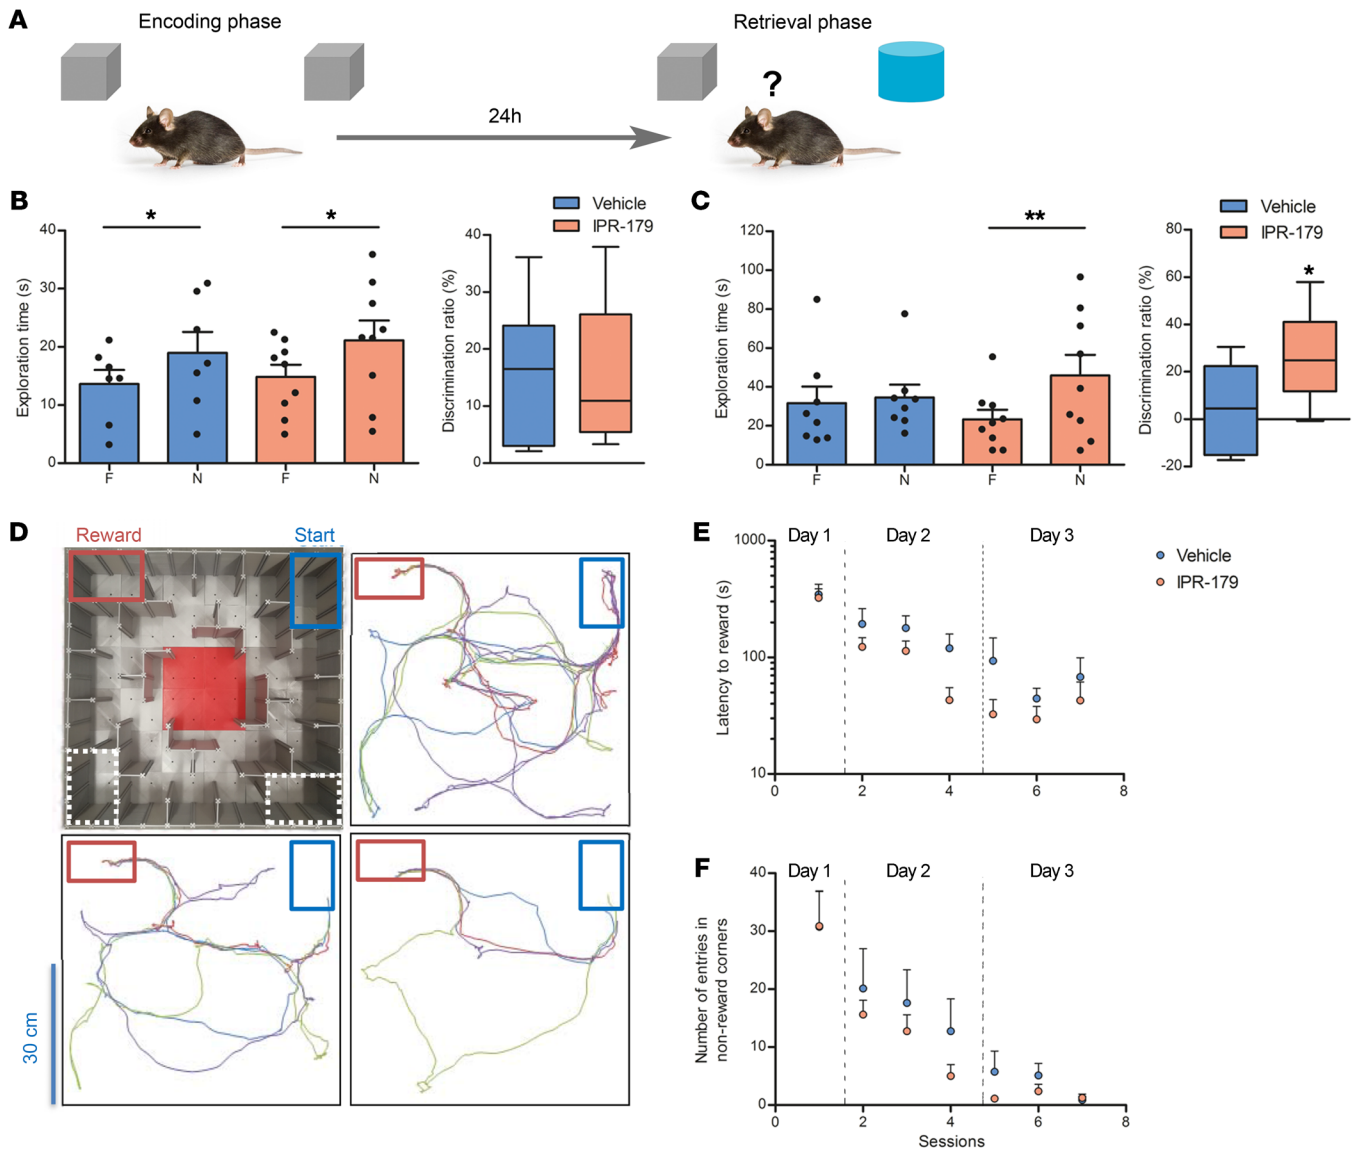 A
Encoding phase
Retrieval phase
?
24h
B
Vehicle
IPR-179
*
*
Exploration time (s)
40
30
20
10
0
F
N
F
N
Discrimination ratio (%)
40
30
20
10
0
C
Vehicle
IPR-179
**
Exploration time (s)
120
100
80
60
40
20
0
F
N
F
N
*
Discrimination ratio (%)
80
60
40
20
0
-20
D
Reward
Start
30 cm
E
Day 1
Day 2
Day 3
Vehicle
IPR-179
Latency to reward (s)
1000
100
10
0
2
4
6
8
F
Day 1
Day 2
Day 3
Number of entries in
non-reward corners
40
30
20
10
0
0
2
4
6
8
Sessions